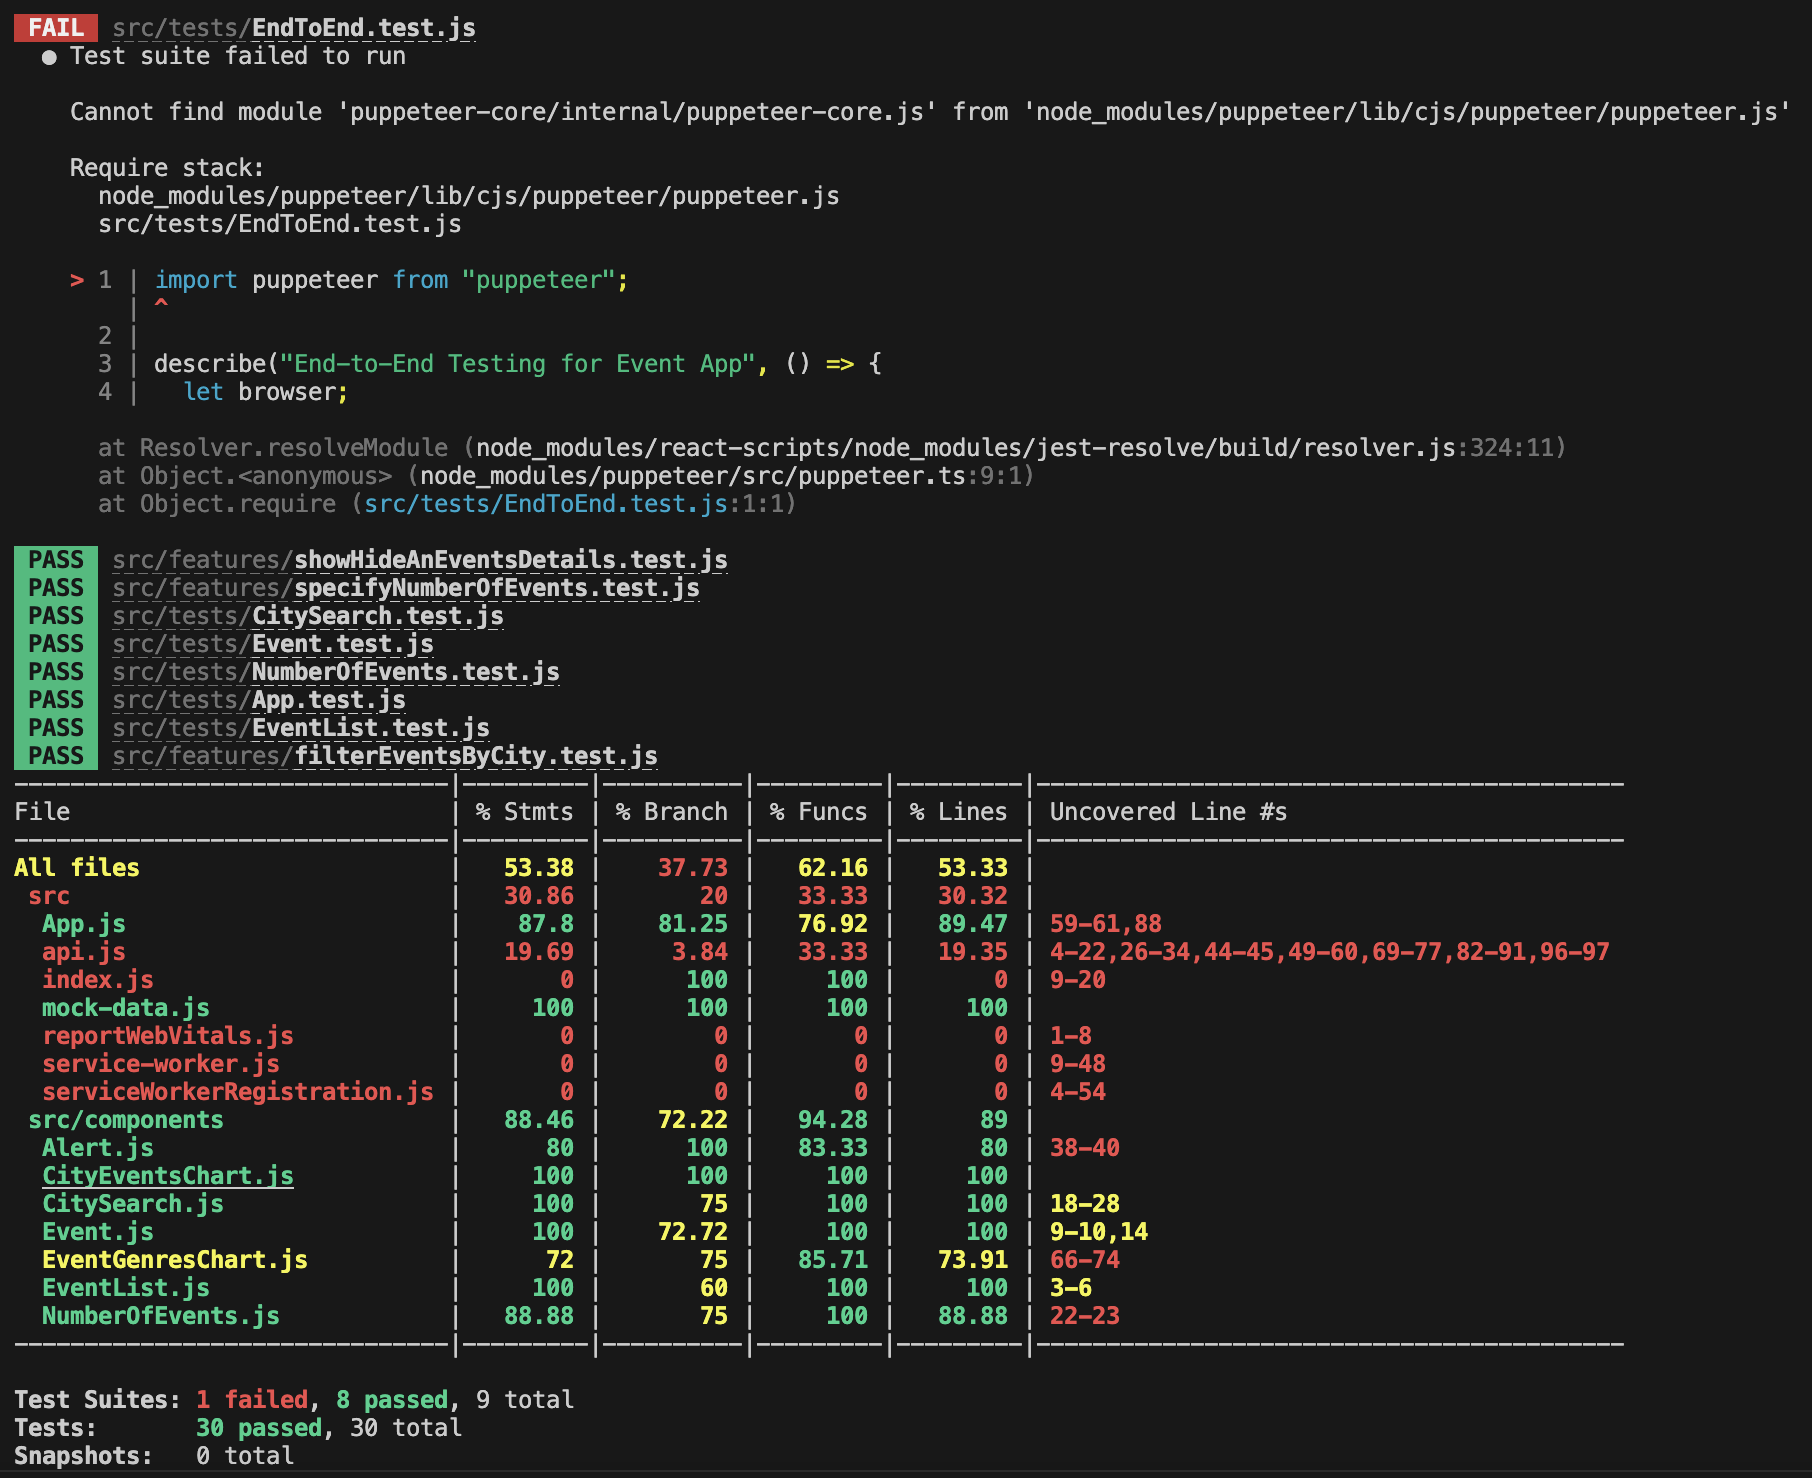 FAIL src/tests/EndToEnd.test.js
● Test suite failed to run
Cannot find module 'puppeteer-core/internal/puppeteer-core.js' from 'node_modules/puppeteer/lib/cjs/puppeteer/puppeteer.js'
Require stack:
node_modules/puppeteer/lib/cjs/puppeteer/puppeteer.js
src/tests/EndToEnd.test.js
> 1 | import puppeteer from "puppeteer";
| ^
2 |
3 | describe("End-to-End Testing for Event App", () => {
4 | let browser;
at Resolver.resolveModule (node_modules/react-scripts/node_modules/jest-resolve/build/resolver.js:324:11)
at Object.<anonymous> (node_modules/puppeteer/src/puppeteer.ts:9:1)
at Object.require (src/tests/EndToEnd.test.js:1:1)
PASS src/features/showHideAnEventsDetails.test.js
PASS src/features/specifyNumberOfEvents.test.js
PASS src/tests/CitySearch.test.js
PASS src/tests/Event.test.js
PASS src/tests/NumberOfEvents.test.js
PASS src/tests/App.test.js
PASS src/tests/EventList.test.js
PASS src/features/filterEventsByCity.test.js
File | % Stmts | % Branch | % Funcs | % Lines | Uncovered Line #s
All files | 53.38 | 37.73 | 62.16 | 53.33 |
src | 30.86 | 20 | 33.33 | 30.32 |
App.js | 87.8 | 81.25 | 76.92 | 89.47 | 59-61,88
api.js | 19.69 | 3.84 | 33.33 | 19.35 | 4-22,26-34,44-45,49-60,69-77,82-91,96-97
index.js | 0 | 100 | 100 | 0 | 9-20
mock-data.js | 100 | 100 | 100 | 100 |
reportWebVitals.js | 0 | 0 | 0 | 0 | 1-8
service-worker.js | 0 | 0 | 0 | 0 | 9-48
serviceWorkerRegistration.js | 0 | 0 | 0 | 0 | 4-54
src/components | 88.46 | 72.22 | 94.28 | 89 |
Alert.js | 80 | 100 | 83.33 | 80 | 38-40
CityEventsChart.js | 100 | 100 | 100 | 100 |
CitySearch.js | 100 | 75 | 100 | 100 | 18-28
Event.js | 100 | 72.72 | 100 | 100 | 9-10,14
EventGenresChart.js | 72 | 75 | 85.71 | 73.91 | 66-74
EventList.js | 100 | 60 | 100 | 100 | 3-6
NumberOfEvents.js | 88.88 | 75 | 100 | 88.88 | 22-23
Test Suites: 1 failed, 8 passed, 9 total
Tests: 30 passed, 30 total
Snapshots: 0 total